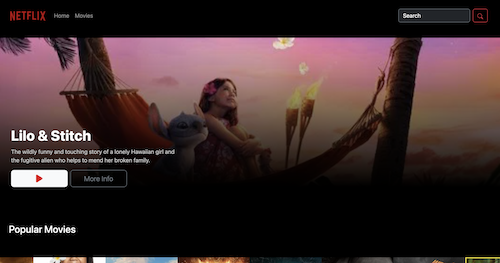 NETFLIX
Home Movies
Search
Lilo & Stitch
The wildly funny and touching story of a lonely Hawaiian girl and
the fugitive alien who helps to mend her broken family.
More Info
Popular Movies